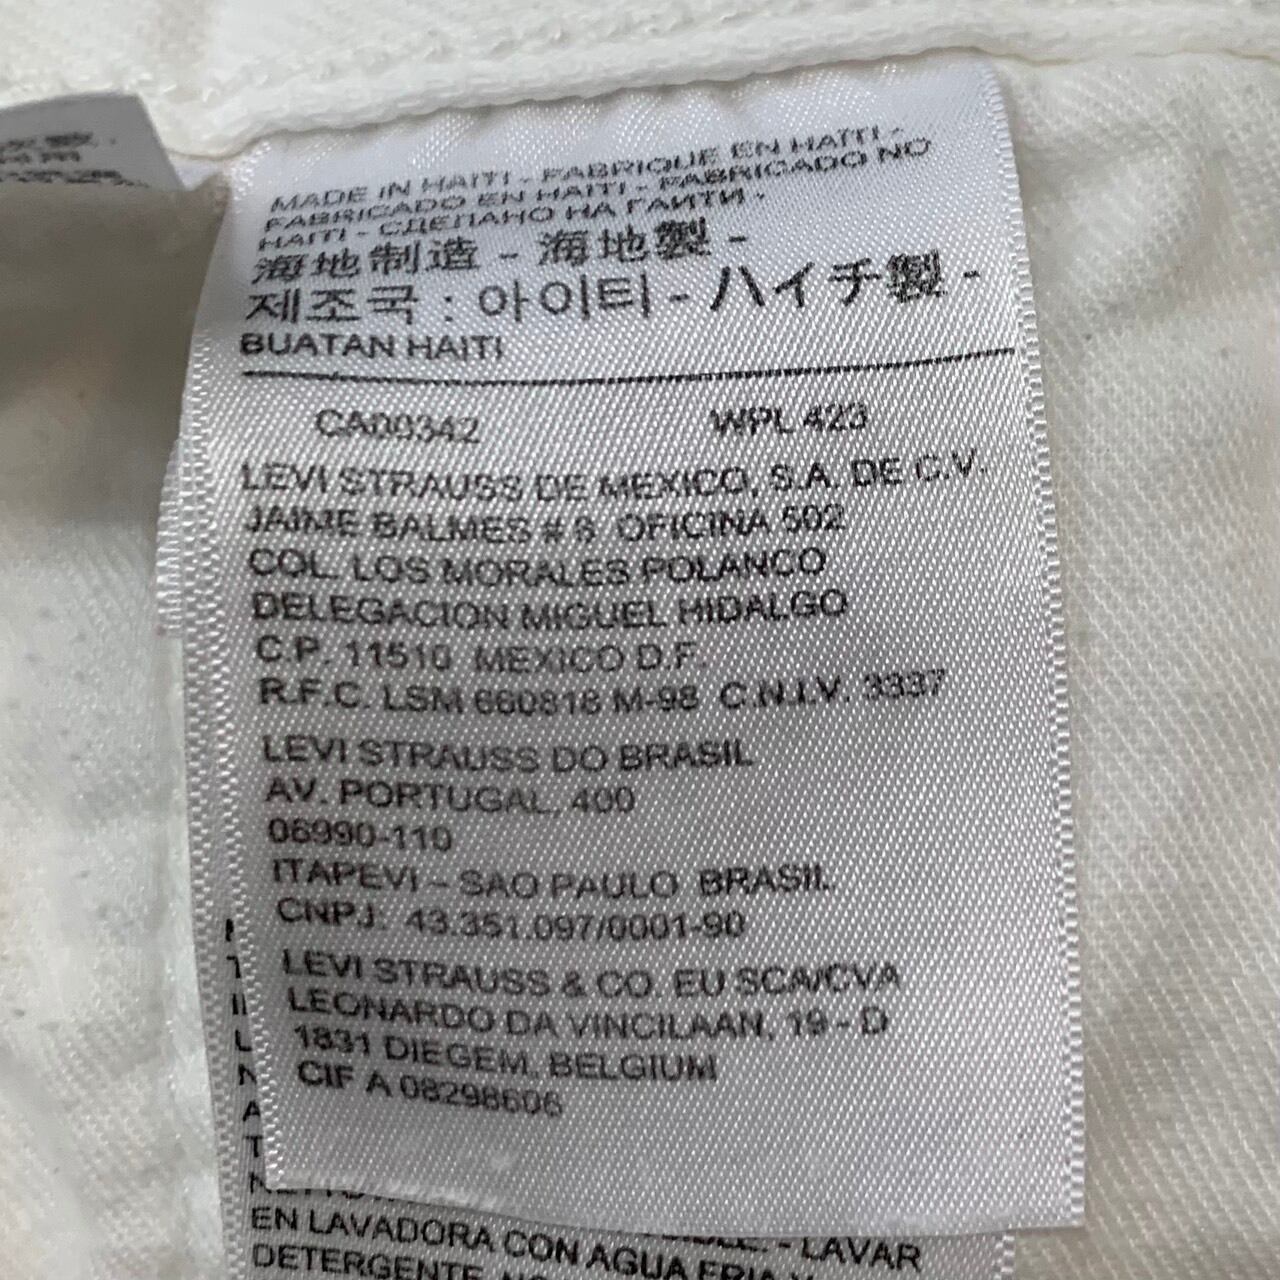 MADE IN HAITI - FABRIQUE EN HAITI -
FABRICADO EN HAITI - FABRICADO NO
HAITI - СДЕЛАНО НА ГАИТИ -
海地制造 - 海地製 -
제조국 : 아이티 - ハイチ製 -
BUATAN HAITI
CA00342 WPL 423
LEVI STRAUSS DE MEXICO, S.A. DE C.V.
JAIME BALMES # 8 OFICINA 502
COL. LOS MORALES POLANCO
DELEGACION MIGUEL HIDALGO
C.P. 11510 MEXICO D.F.
R.F.C. LSM 660818 M-98 C.N.I.V. 3337
LEVI STRAUSS DO BRASIL
AV. PORTUGAL, 400
06990-110
ITAPEVI – SAO PAULO BRASIL
CNPJ: 43.351.097/0001-90
LEVI STRAUSS & CO. EU SCA/CVA
LEONARDO DA VINCILAAN, 19 - D
1831 DIEGEM, BELGIUM
CIF A 08298606
- LAVAR
EN LAVADORA CON AGUA FRIA Y
DETERGENTE